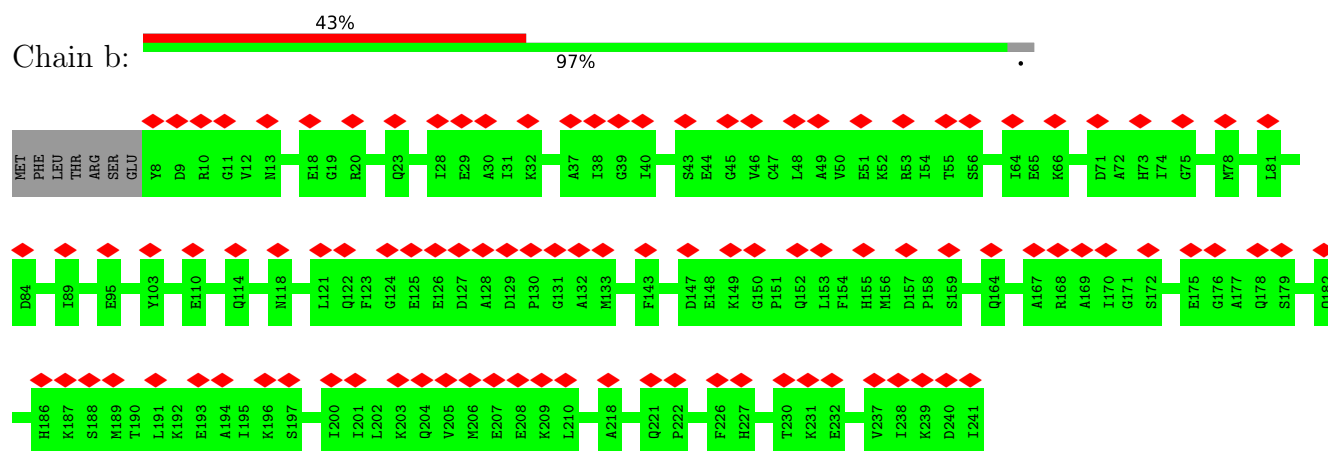 43%
Chain b:
97%
.
MET PHE LEU THR ARG SER GLU Y8 D9 R10 G11 V12 N13 E18 G19 R20 Q23 I28 E29 A30 I31 K32 A37 I38 G39 I40 S43 E44 G45 V46 C47 L48 A49 V50 E51 K52 R53 I54 T55 S56 I64 E65 K66 D71 A72 H73 I74 G75 M78 L81
D84 I89 E95 Y103 E110 Q114 N118 L121 Q122 F123 G124 E125 E126 D127 A128 D129 P130 G131 A132 M133 F143 D147 E148 K149 G150 P151 Q152 L153 F154 H155 M156 D157 P158 S159 Q164 A167 R168 A169 I170 G171 S172 E175 G176 A177 Q178 S179
H186 K187 S188 M189 T190 L191 K192 E193 A194 I195 K196 S197 I200 I201 L202 K203 Q204 V205 M206 E207 E208 K209 L210 A218 Q221 P222 F226 H227 T230 K231 E232 V237 I238 K239 D240 I241